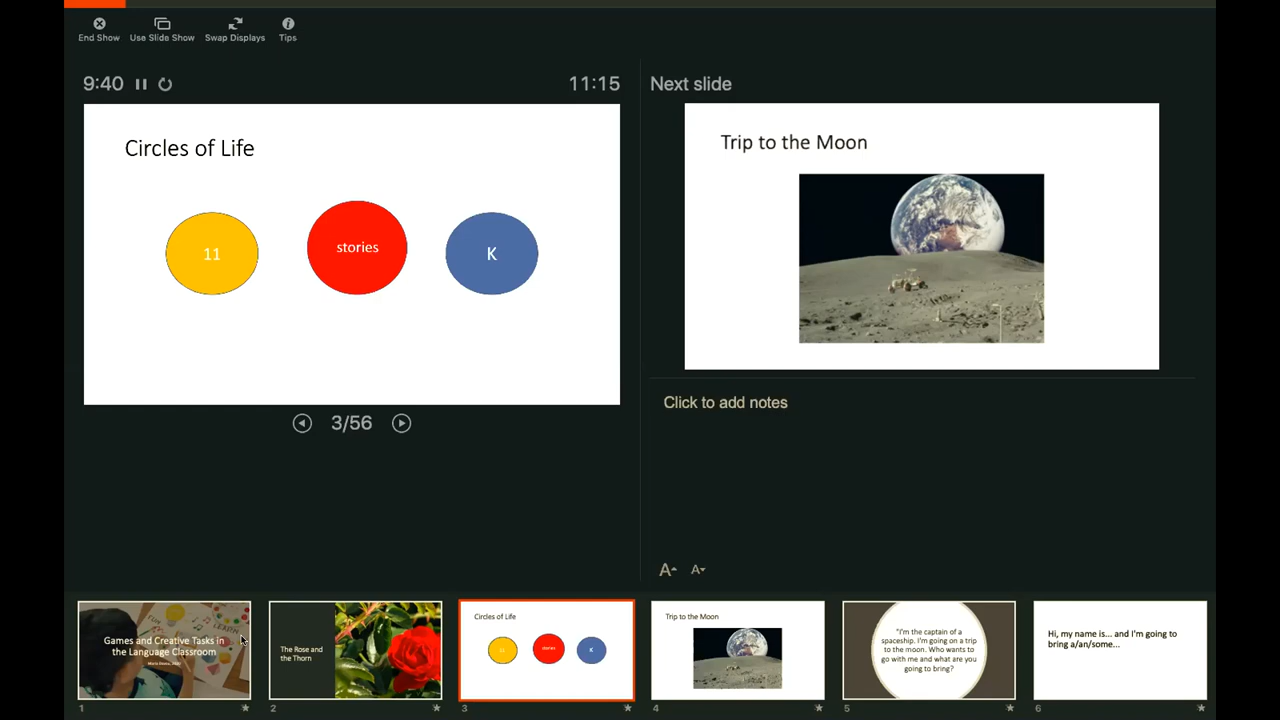 End Show
Use Slide Show
Swap Displays
Tips
9:40
11:15
Circles of Life
11
stories
K
3/56
Next slide
Trip to the Moon
Click to add notes
A
A
Games and Creative Tasks in
the Language Classroom
1
The Rose and
the Thorn
2
Circles of Life
11
stories
K
3
Trip to the Moon
4
"I'm the captain of a
spaceship. I'm going on a trip
to the moon. Who wants to
go with me and what are you
going to bring?
5
Hi, my name is... and I'm going to
bring a/an/some...
6